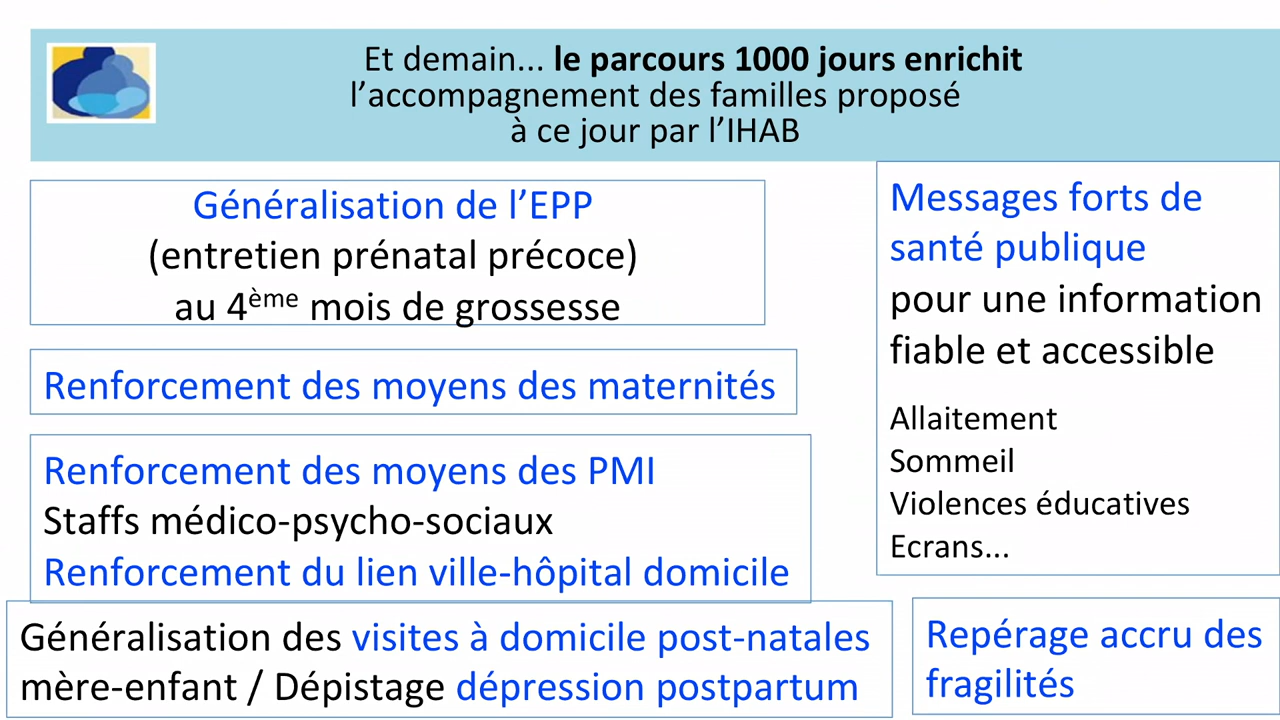 Et demain... le parcours 1000 jours enrichit
l’accompagnement des familles proposé
à ce jour par l’IHAB
Généralisation de l’EPP
(entretien prénatal précoce)
au 4ème mois de grossesse
Renforcement des moyens des maternités
Renforcement des moyens des PMI
Staffs médico-psycho-sociaux
Renforcement du lien ville-hôpital domicile
Généralisation des visites à domicile post-natales
mère-enfant / Dépistage dépression postpartum
Messages forts de
santé publique
pour une information
fiable et accessible
Allaitement
Sommeil
Violences éducatives
Ecrans...
Repérage accru des
fragilités